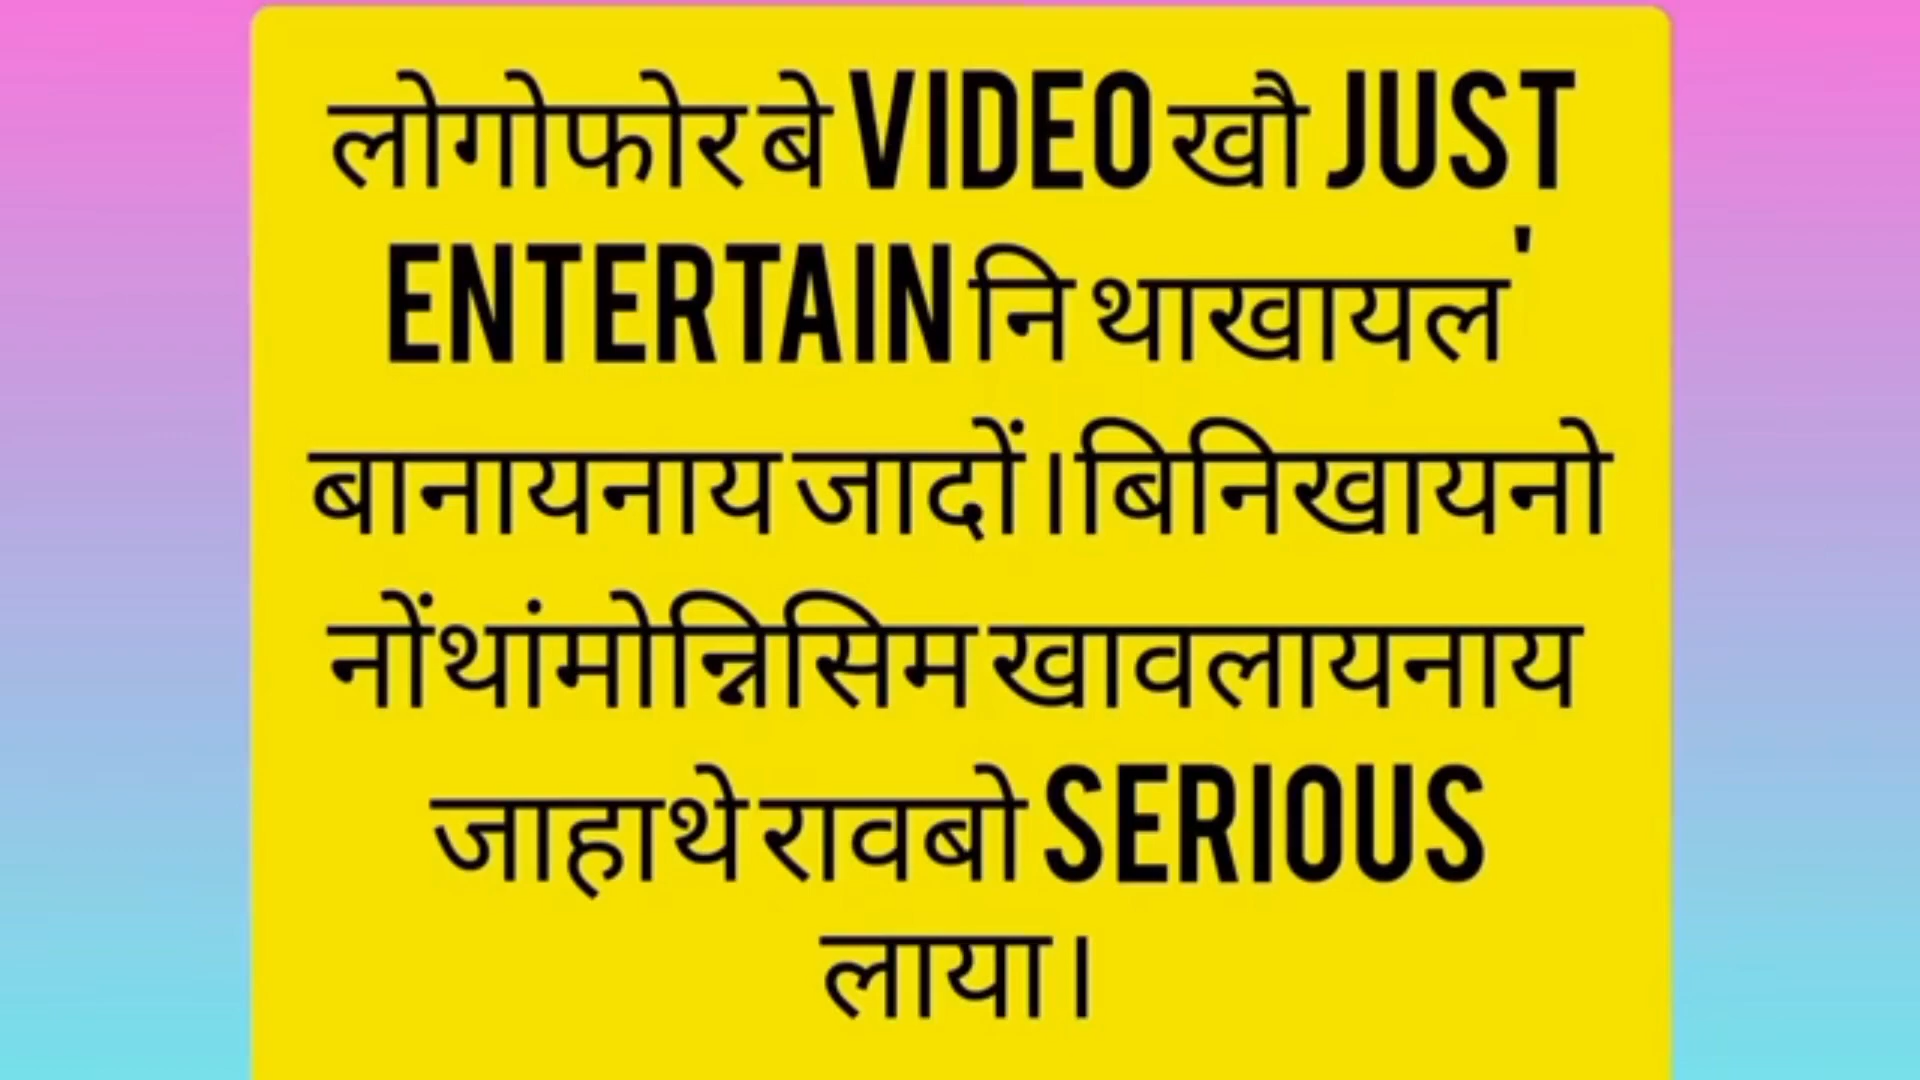 लोगोफोर बे VIDEO खौ JUST
ENTERTAIN नि थाखायल'
बानायनाय जादों।बिनिखायनो
नोंथांमोन्निसिम खावलायनाय
जाहाथे रावबो SERIOUS
लाया।